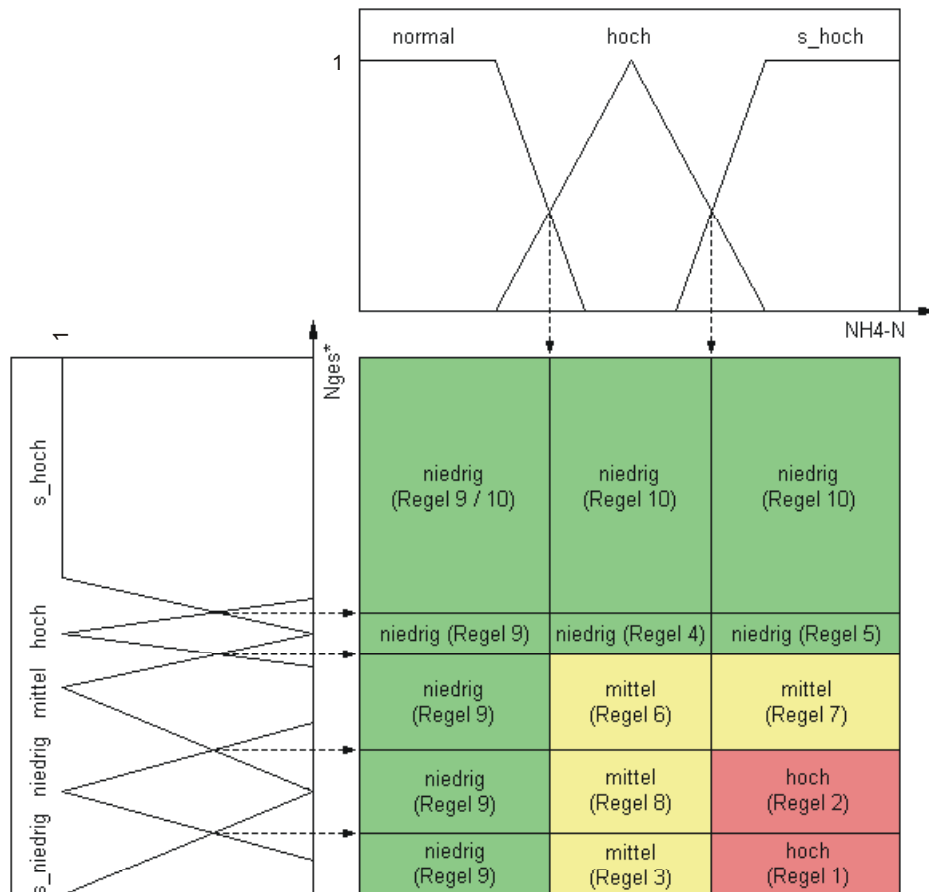 normal hoch s_hoch
1
NH4-N
1
Nges*
s_hoch
hoch
mittel
niedrig
s_niedrig
niedrig
(Regel 9 / 10)
niedrig
(Regel 10)
niedrig
(Regel 10)
niedrig (Regel 9)
niedrig (Regel 4)
niedrig (Regel 5)
niedrig
(Regel 9)
mittel
(Regel 6)
mittel
(Regel 7)
niedrig
(Regel 9)
mittel
(Regel 8)
hoch
(Regel 2)
niedrig
(Regel 9)
mittel
(Regel 3)
hoch
(Regel 1)